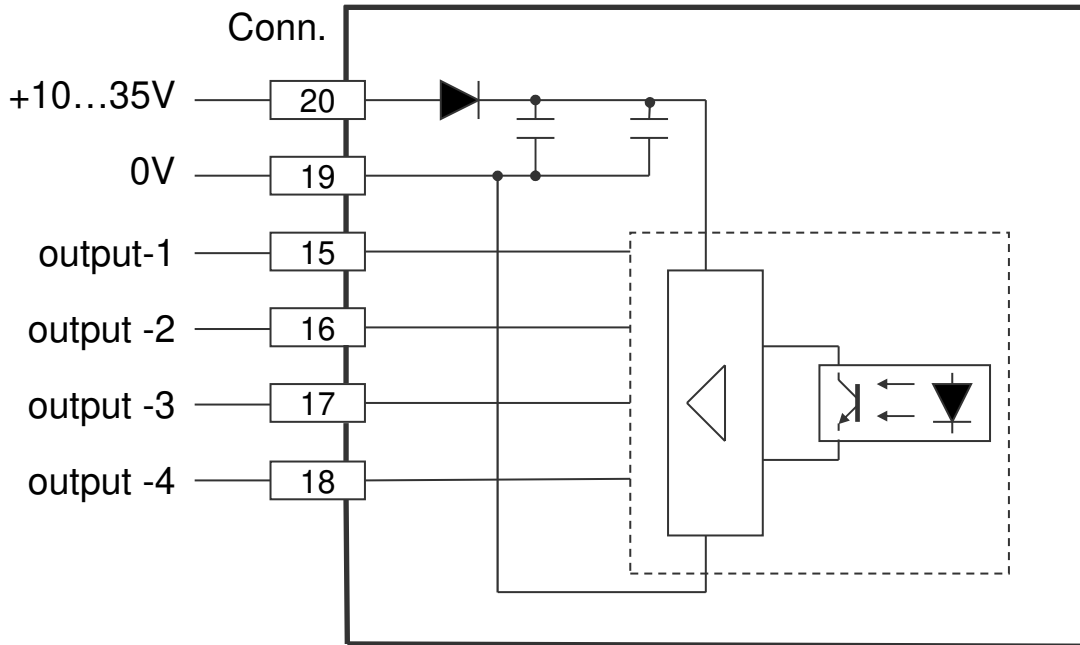 Conn.
+10...35V 20
0V 19
output-1 15
output -2 16
output -3 17
output -4 18